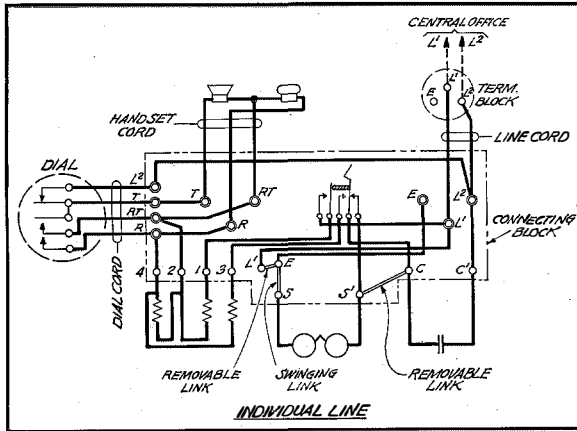 CENTRAL OFFICE
L¹ L²
L¹
E L²
TERM.
BLOCK
HANDSET
CORD
LINE CORD
DIAL
L²
T T RT E L²
RT
R R L¹
CONNECTING
BLOCK
DIAL CORD
4 2 1 3 L¹ E C C¹
S S¹
REMOVABLE
LINK
SWINGING
LINK
REMOVABLE
LINK
INDIVIDUAL LINE